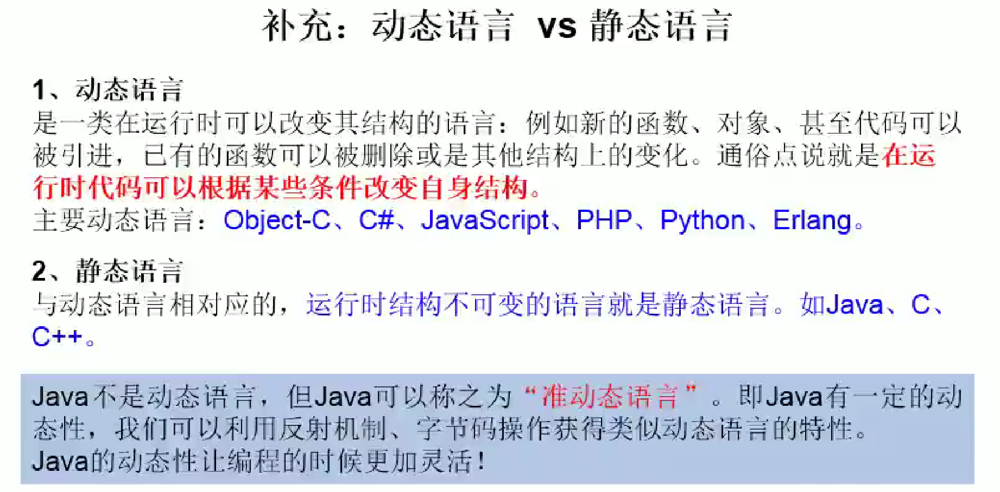 补充：动态语言 vs 静态语言
1、动态语言
是一类在运行时可以改变其结构的语言：例如新的函数、对象、甚至代码可以
被引进，已有的函数可以被删除或是其他结构上的变化。通俗点说就是在运
行时代码可以根据某些条件改变自身结构。
主要动态语言：Object-C、C#、JavaScript、PHP、Python、Erlang。
2、静态语言
与动态语言相对应的，运行时结构不可变的语言就是静态语言。如Java、C、
C++。
Java不是动态语言，但Java可以称之为“准动态语言”。即Java有一定的动
态性，我们可以利用反射机制、字节码操作获得类似动态语言的特性。
Java的动态性让编程的时候更加灵活！